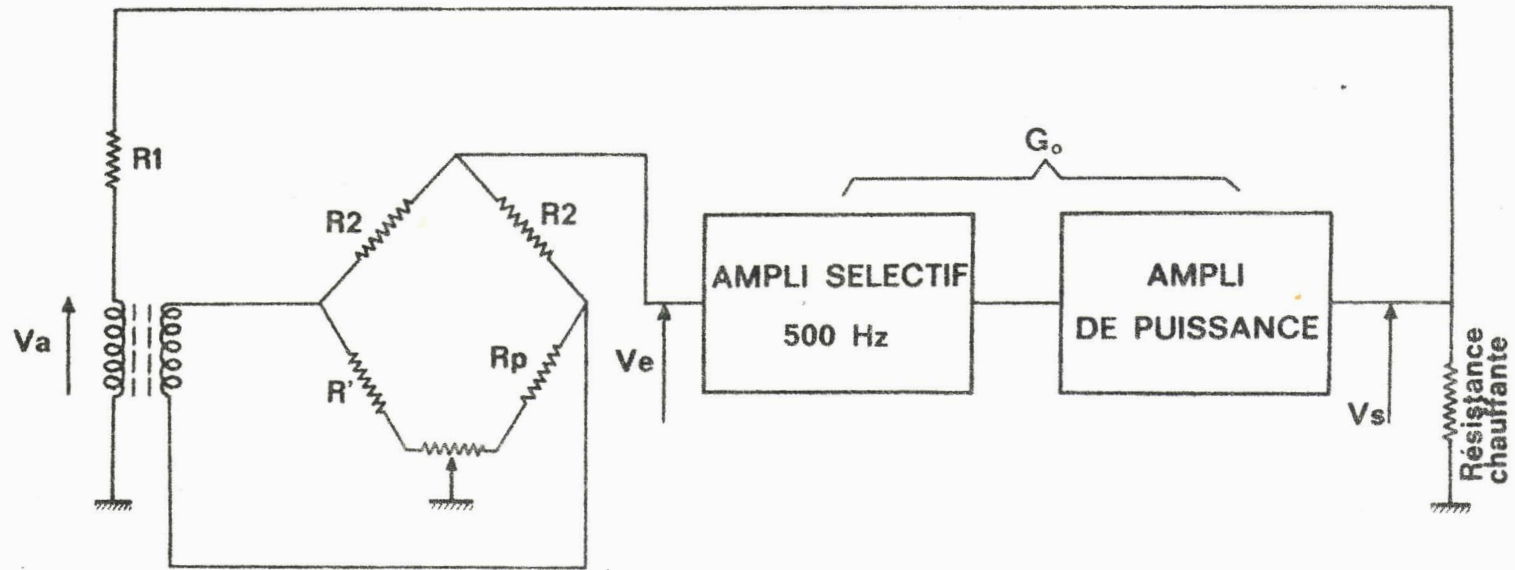 G₀
R1
R2
R2
AMPLI SELECTIF
500 Hz
AMPLI
DE PUISSANCE
Va
R'
Rp
Ve
Vs
Résistance
chauffante